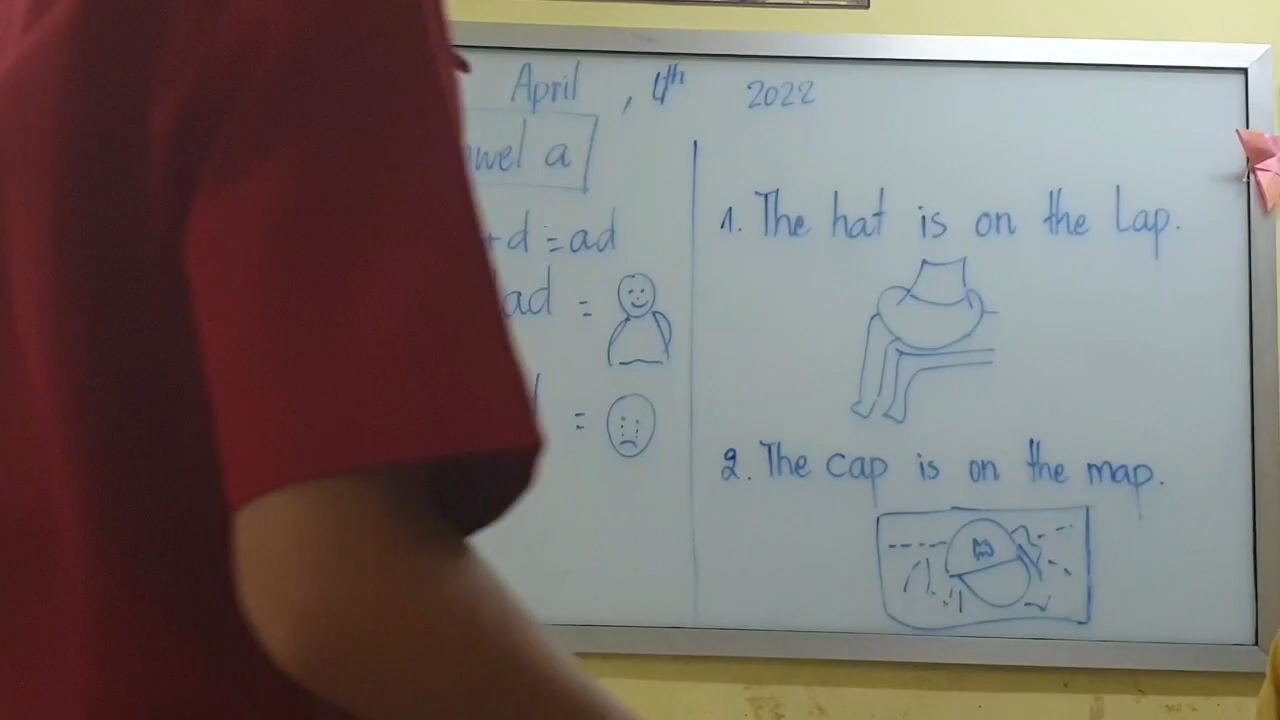 April , 4th 2022
a
+d = ad
ad =
=
1. The hat is on the Lap.
2. The cap is on the map.